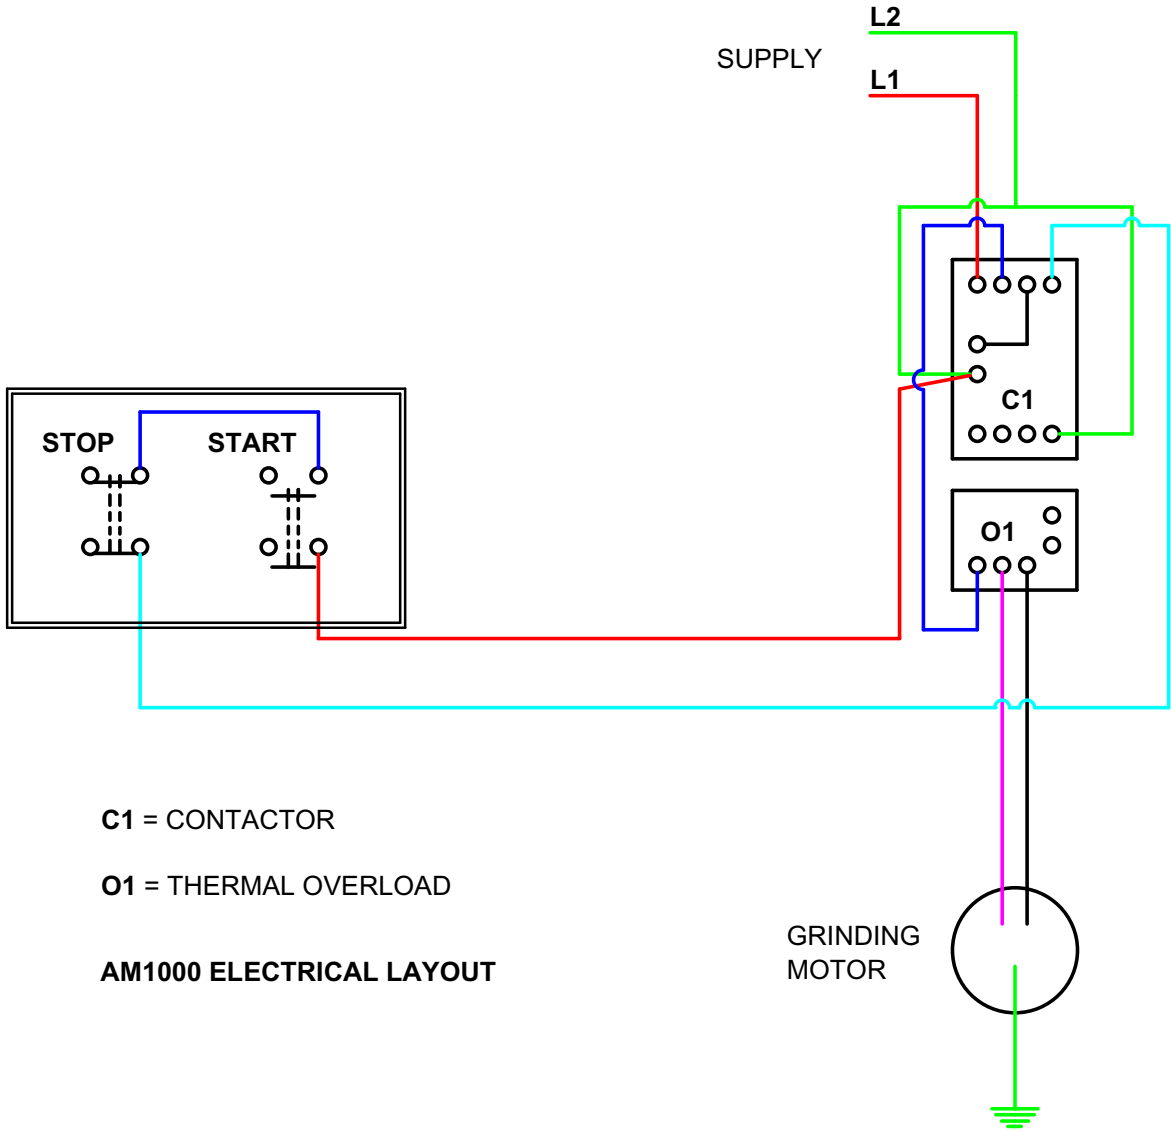 L2
SUPPLY
L1
C1
STOP
START
O1
C1 = CONTACTOR
O1 = THERMAL OVERLOAD
GRINDING
MOTOR
AM1000 ELECTRICAL LAYOUT